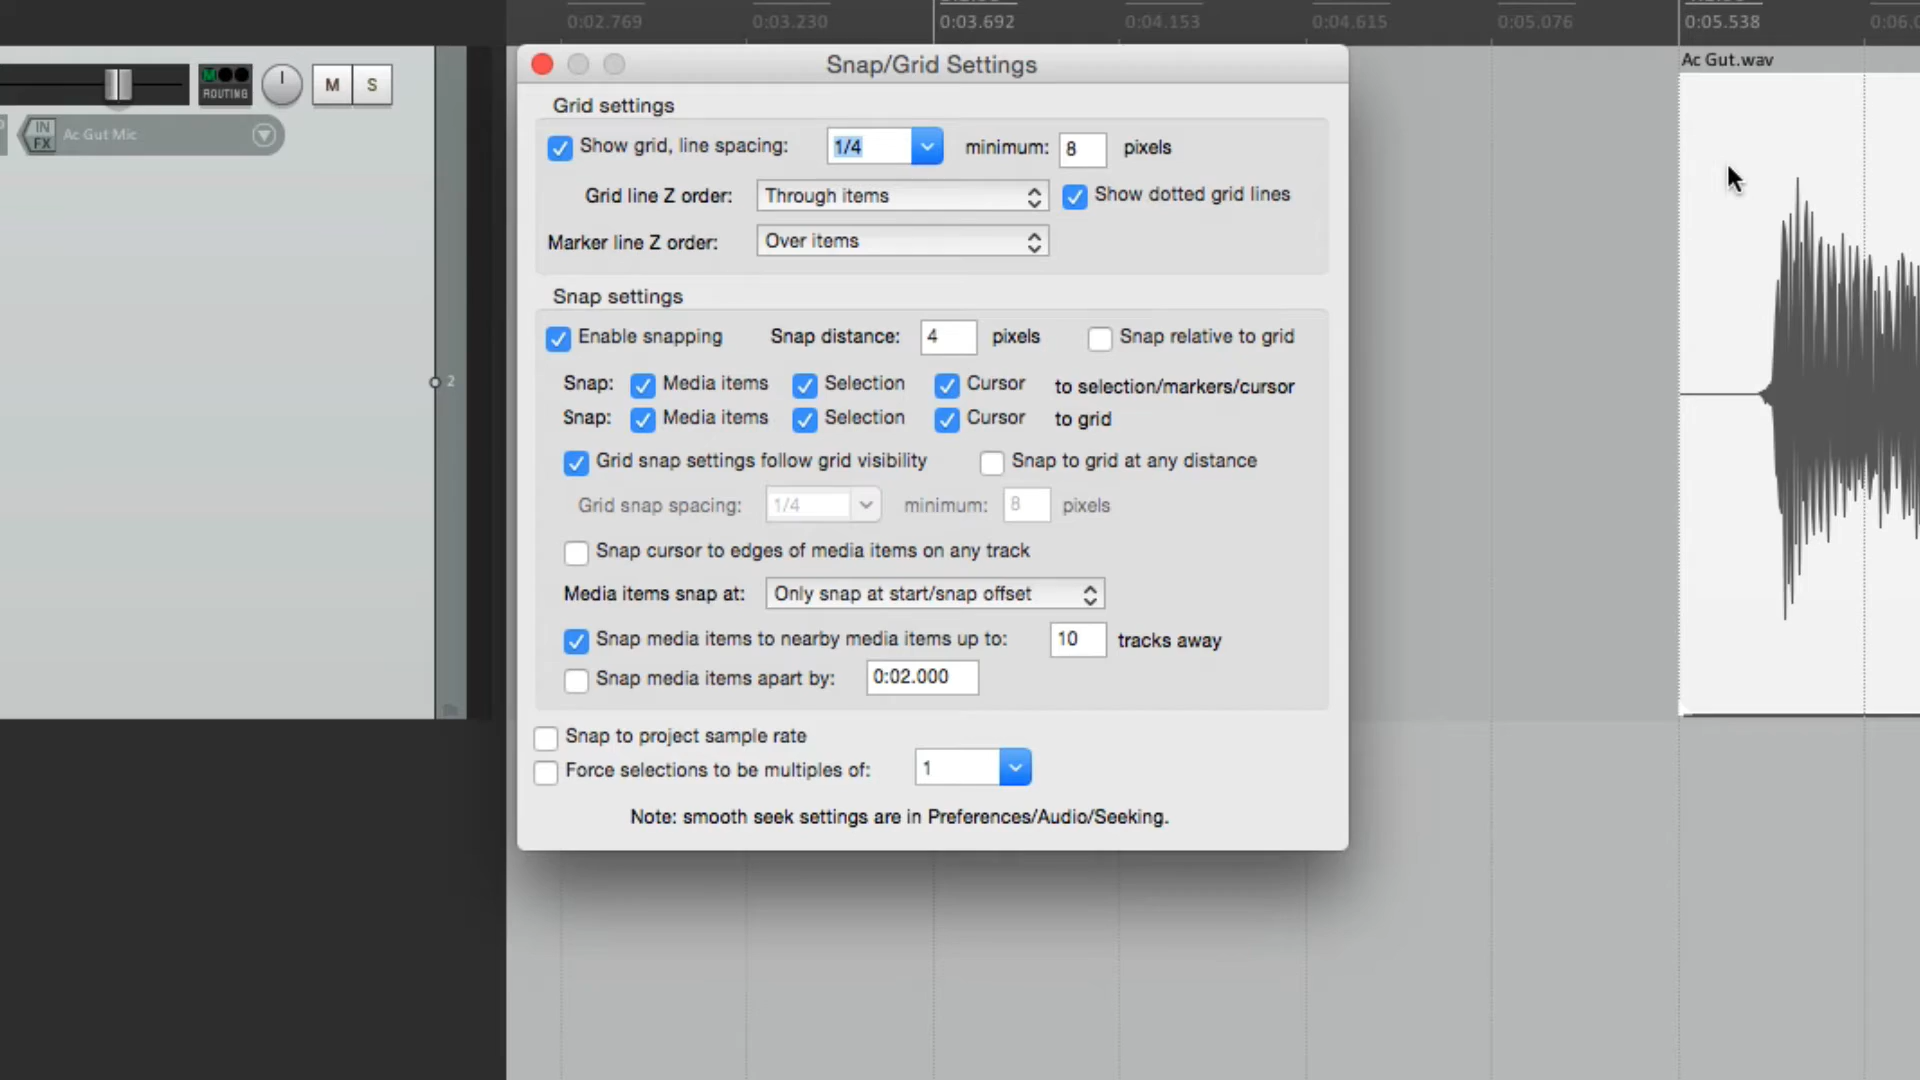 0:02.769 0:03.230 0:03.692 0:04.153 0:04.615 0:05.076 0:05.538
Ac Gut.wav
M
ROUTING
M S
IN
FX
Ac Gut Mic
2
Snap/Grid Settings
Grid settings
Show grid, line spacing: 1/4 minimum: 8 pixels
Grid line Z order: Through items Show dotted grid lines
Marker line Z order: Over items
Snap settings
Enable snapping Snap distance: 4 pixels Snap relative to grid
Snap: Media items Selection Cursor to selection/markers/cursor
Snap: Media items Selection Cursor to grid
Grid snap settings follow grid visibility Snap to grid at any distance
Grid snap spacing: 1/4 minimum: 8 pixels
Snap cursor to edges of media items on any track
Media items snap at: Only snap at start/snap offset
Snap media items to nearby media items up to: 10 tracks away
Snap media items apart by: 0:02.000
Snap to project sample rate
Force selections to be multiples of: 1
Note: smooth seek settings are in Preferences/Audio/Seeking.